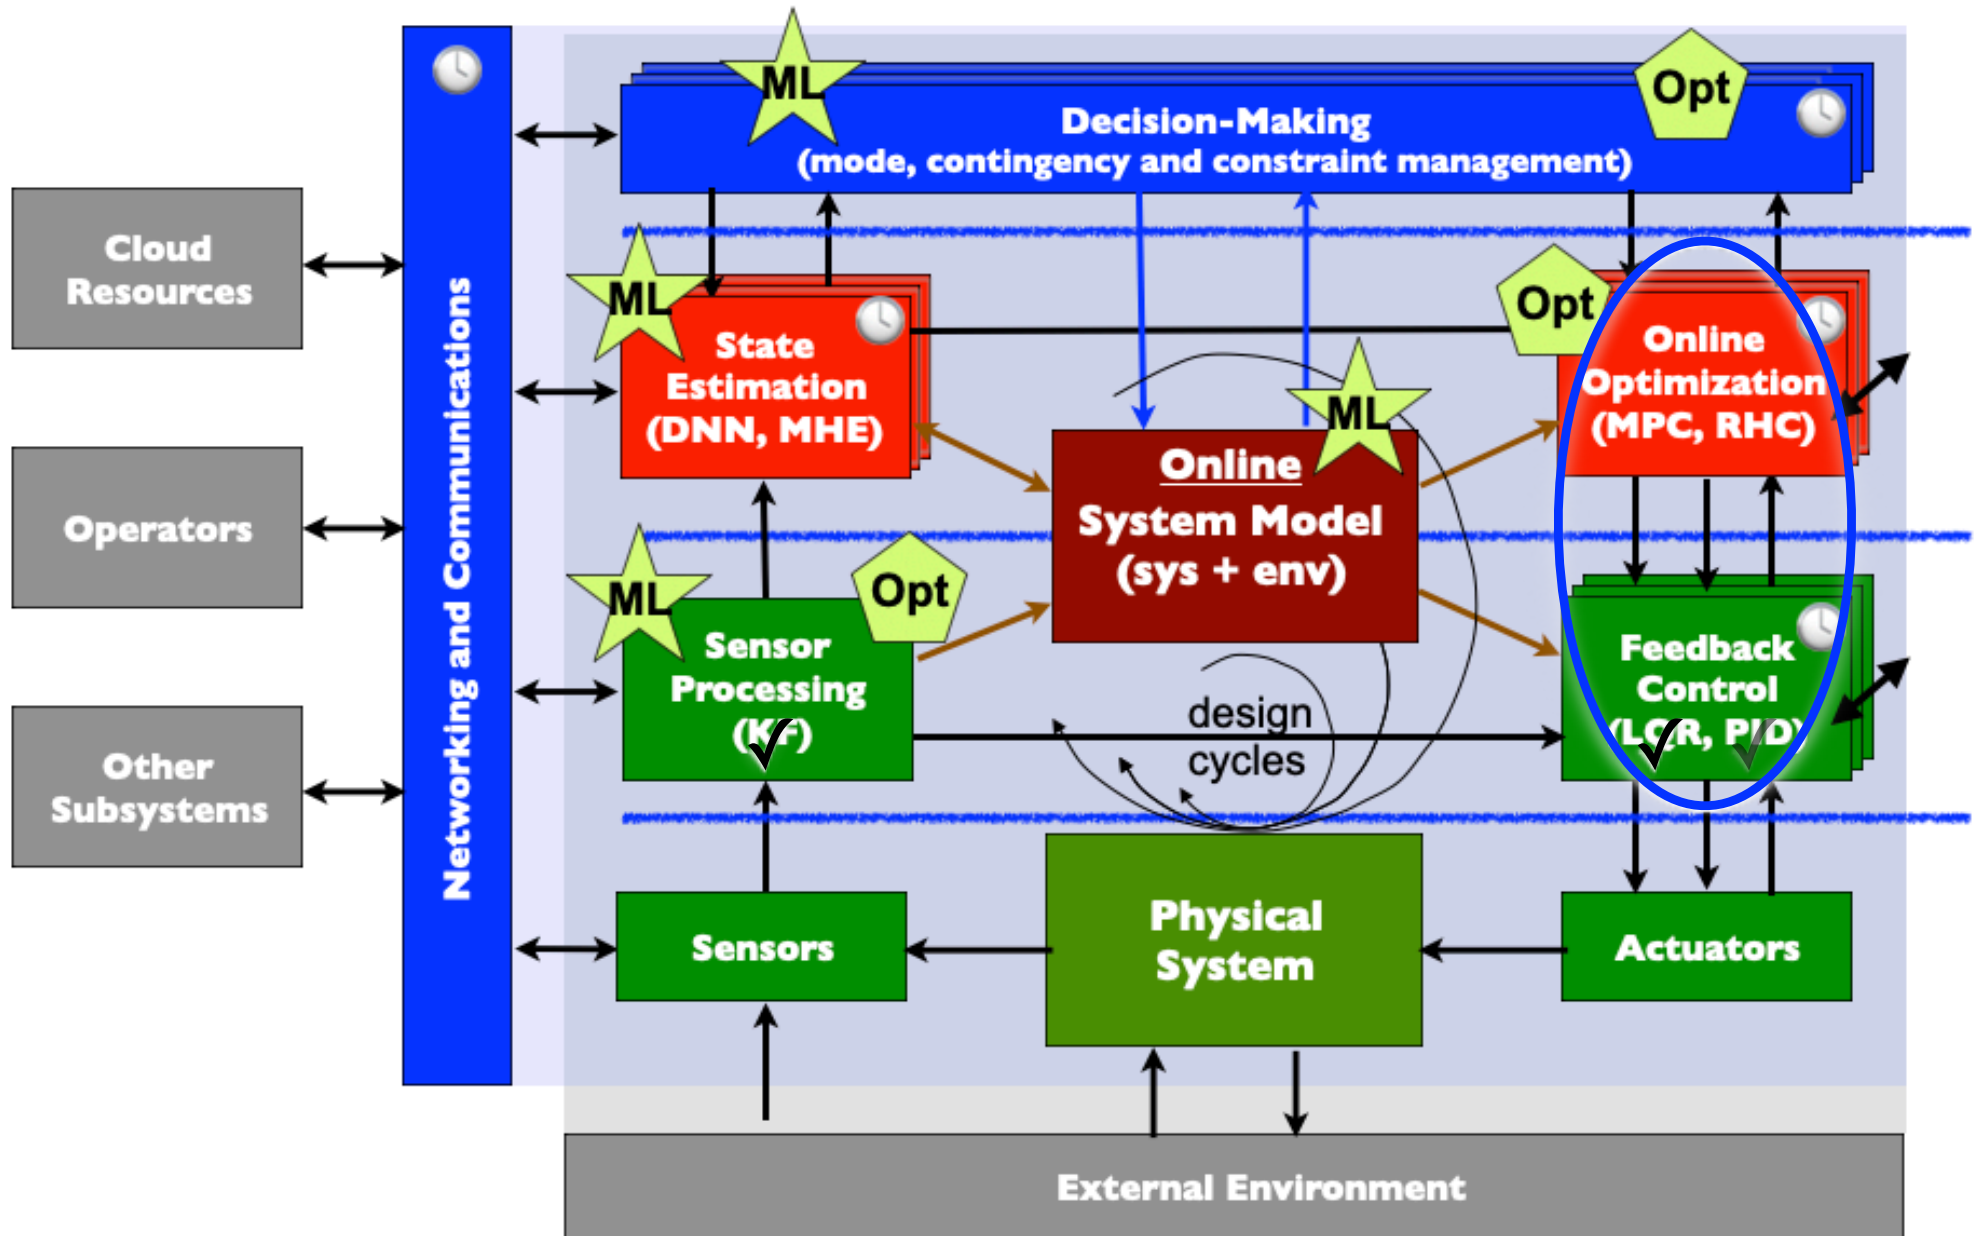 ML
Opt
Decision-Making
(mode, contingency and constraint management)
Cloud
Resources
Operators
Other
Subsystems
Networking and Communications
ML
State
Estimation
(DNN, MHE)
Opt
Online
Optimization
(MPC, RHC)
ML
Online
System Model
(sys + env)
ML
Opt
Sensor
Processing
(KF)
design
cycles
Feedback
Control
(LQR, PID)
Sensors
Physical
System
Actuators
External Environment